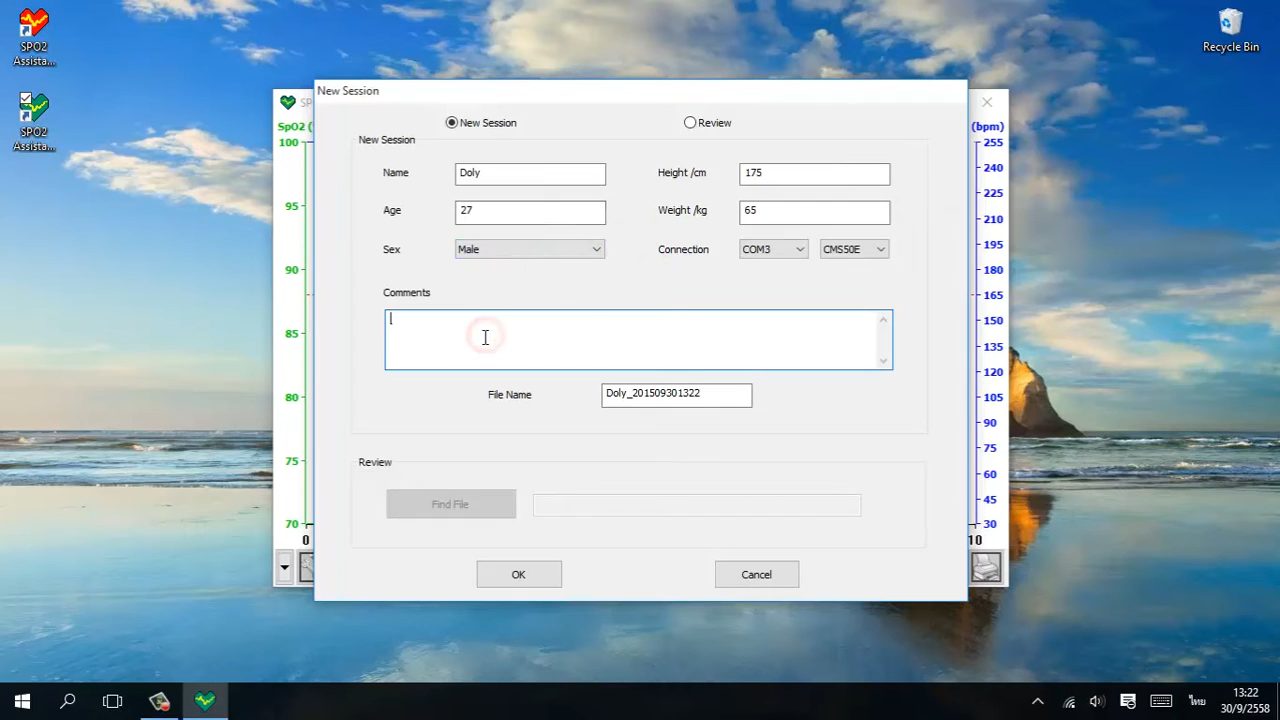 SPO2
Assista...
SPO2
Assista...
Recycle Bin
New Session
New Session
Review
New Session
Name
Doly
Height /cm
175
Age
27
Weight /kg
65
Sex
Male
Connection
COM3
CMS50E
Comments
File Name
Doly_201509301322
Review
Find File
OK
Cancel
SP
SpO2 (
100
95
90
85
80
75
70
0
(bpm)
255
240
225
210
195
180
165
150
135
120
105
90
75
60
45
30
10
ไทย
13:22
30/9/2558